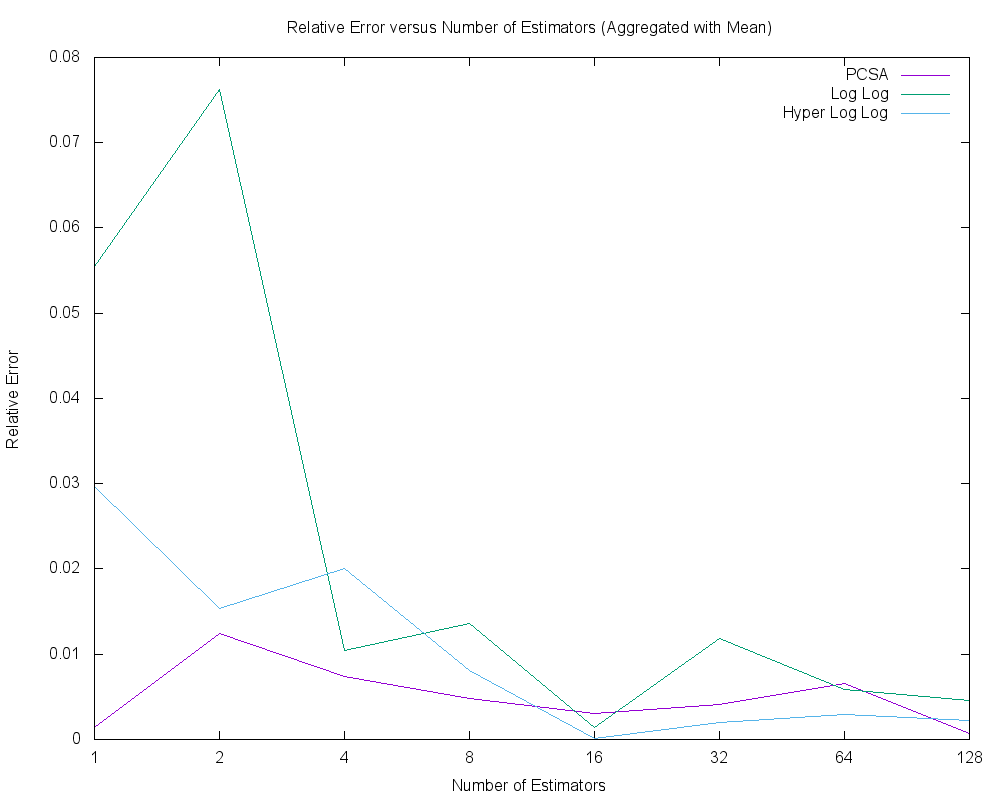 Relative Error versus Number of Estimators (Aggregated with Mean)
0.08
0.07
0.06
0.05
0.04
0.03
0.02
0.01
0
Relative Error
PCSA
Log Log
Hyper Log Log
1 2 4 8 16 32 64 128
Number of Estimators